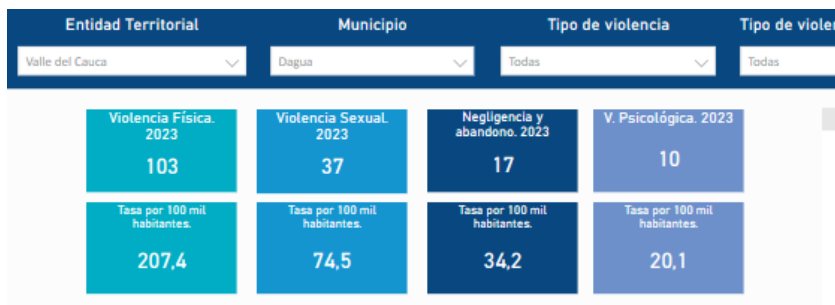 Entidad Territorial
Municipio
Tipo de violencia
Tipo de violen
Valle del Cauca
Dagua
Todas
Todas
Violencia Física.
2023
103
Violencia Sexual.
2023
37
Negligencia y
abandono. 2023
17
V. Psicológica. 2023
10
Tasa por 100 mil
habitantes.
207,4
Tasa por 100 mil
habitantes.
74,5
Tasa por 100 mil
habitantes.
34,2
Tasa por 100 mil
habitantes.
20,1